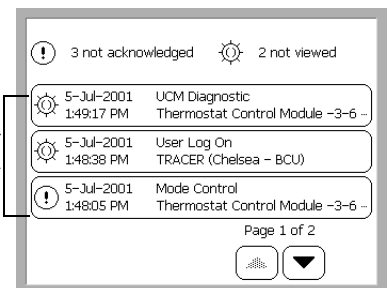 3 not acknowledged 2 not viewed
5-Jul-2001 UCM Diagnostic
1:49:17 PM Thermostat Control Module -3-6 -
5-Jul-2001 User Log On
1:48:38 PM TRACER (Chelsea - BCU)
5-Jul-2001 Mode Control
1:48:05 PM Thermostat Control Module -3-6 -
Page 1 of 2